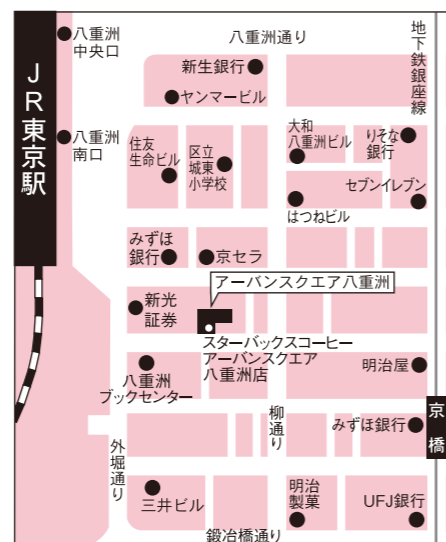 八重洲
中央口
八重洲通り
地下鉄銀座線
新生銀行
ヤンマービル
JR東京駅
八重洲
南口
住友
生命ビル
区立
城東
小学校
大和
八重洲ビル
りそな
銀行
セブンイレブン
はつねビル
みずほ
銀行
京セラ
アーバンスクエア八重洲
新光
証券
スターバックスコーヒー
アーバンスクエア
八重洲店
八重洲
ブックセンター
明治屋
京橋
柳通り
みずほ銀行
外堀通り
三井ビル
明治
製菓
UFJ銀行
鍛冶橋通り